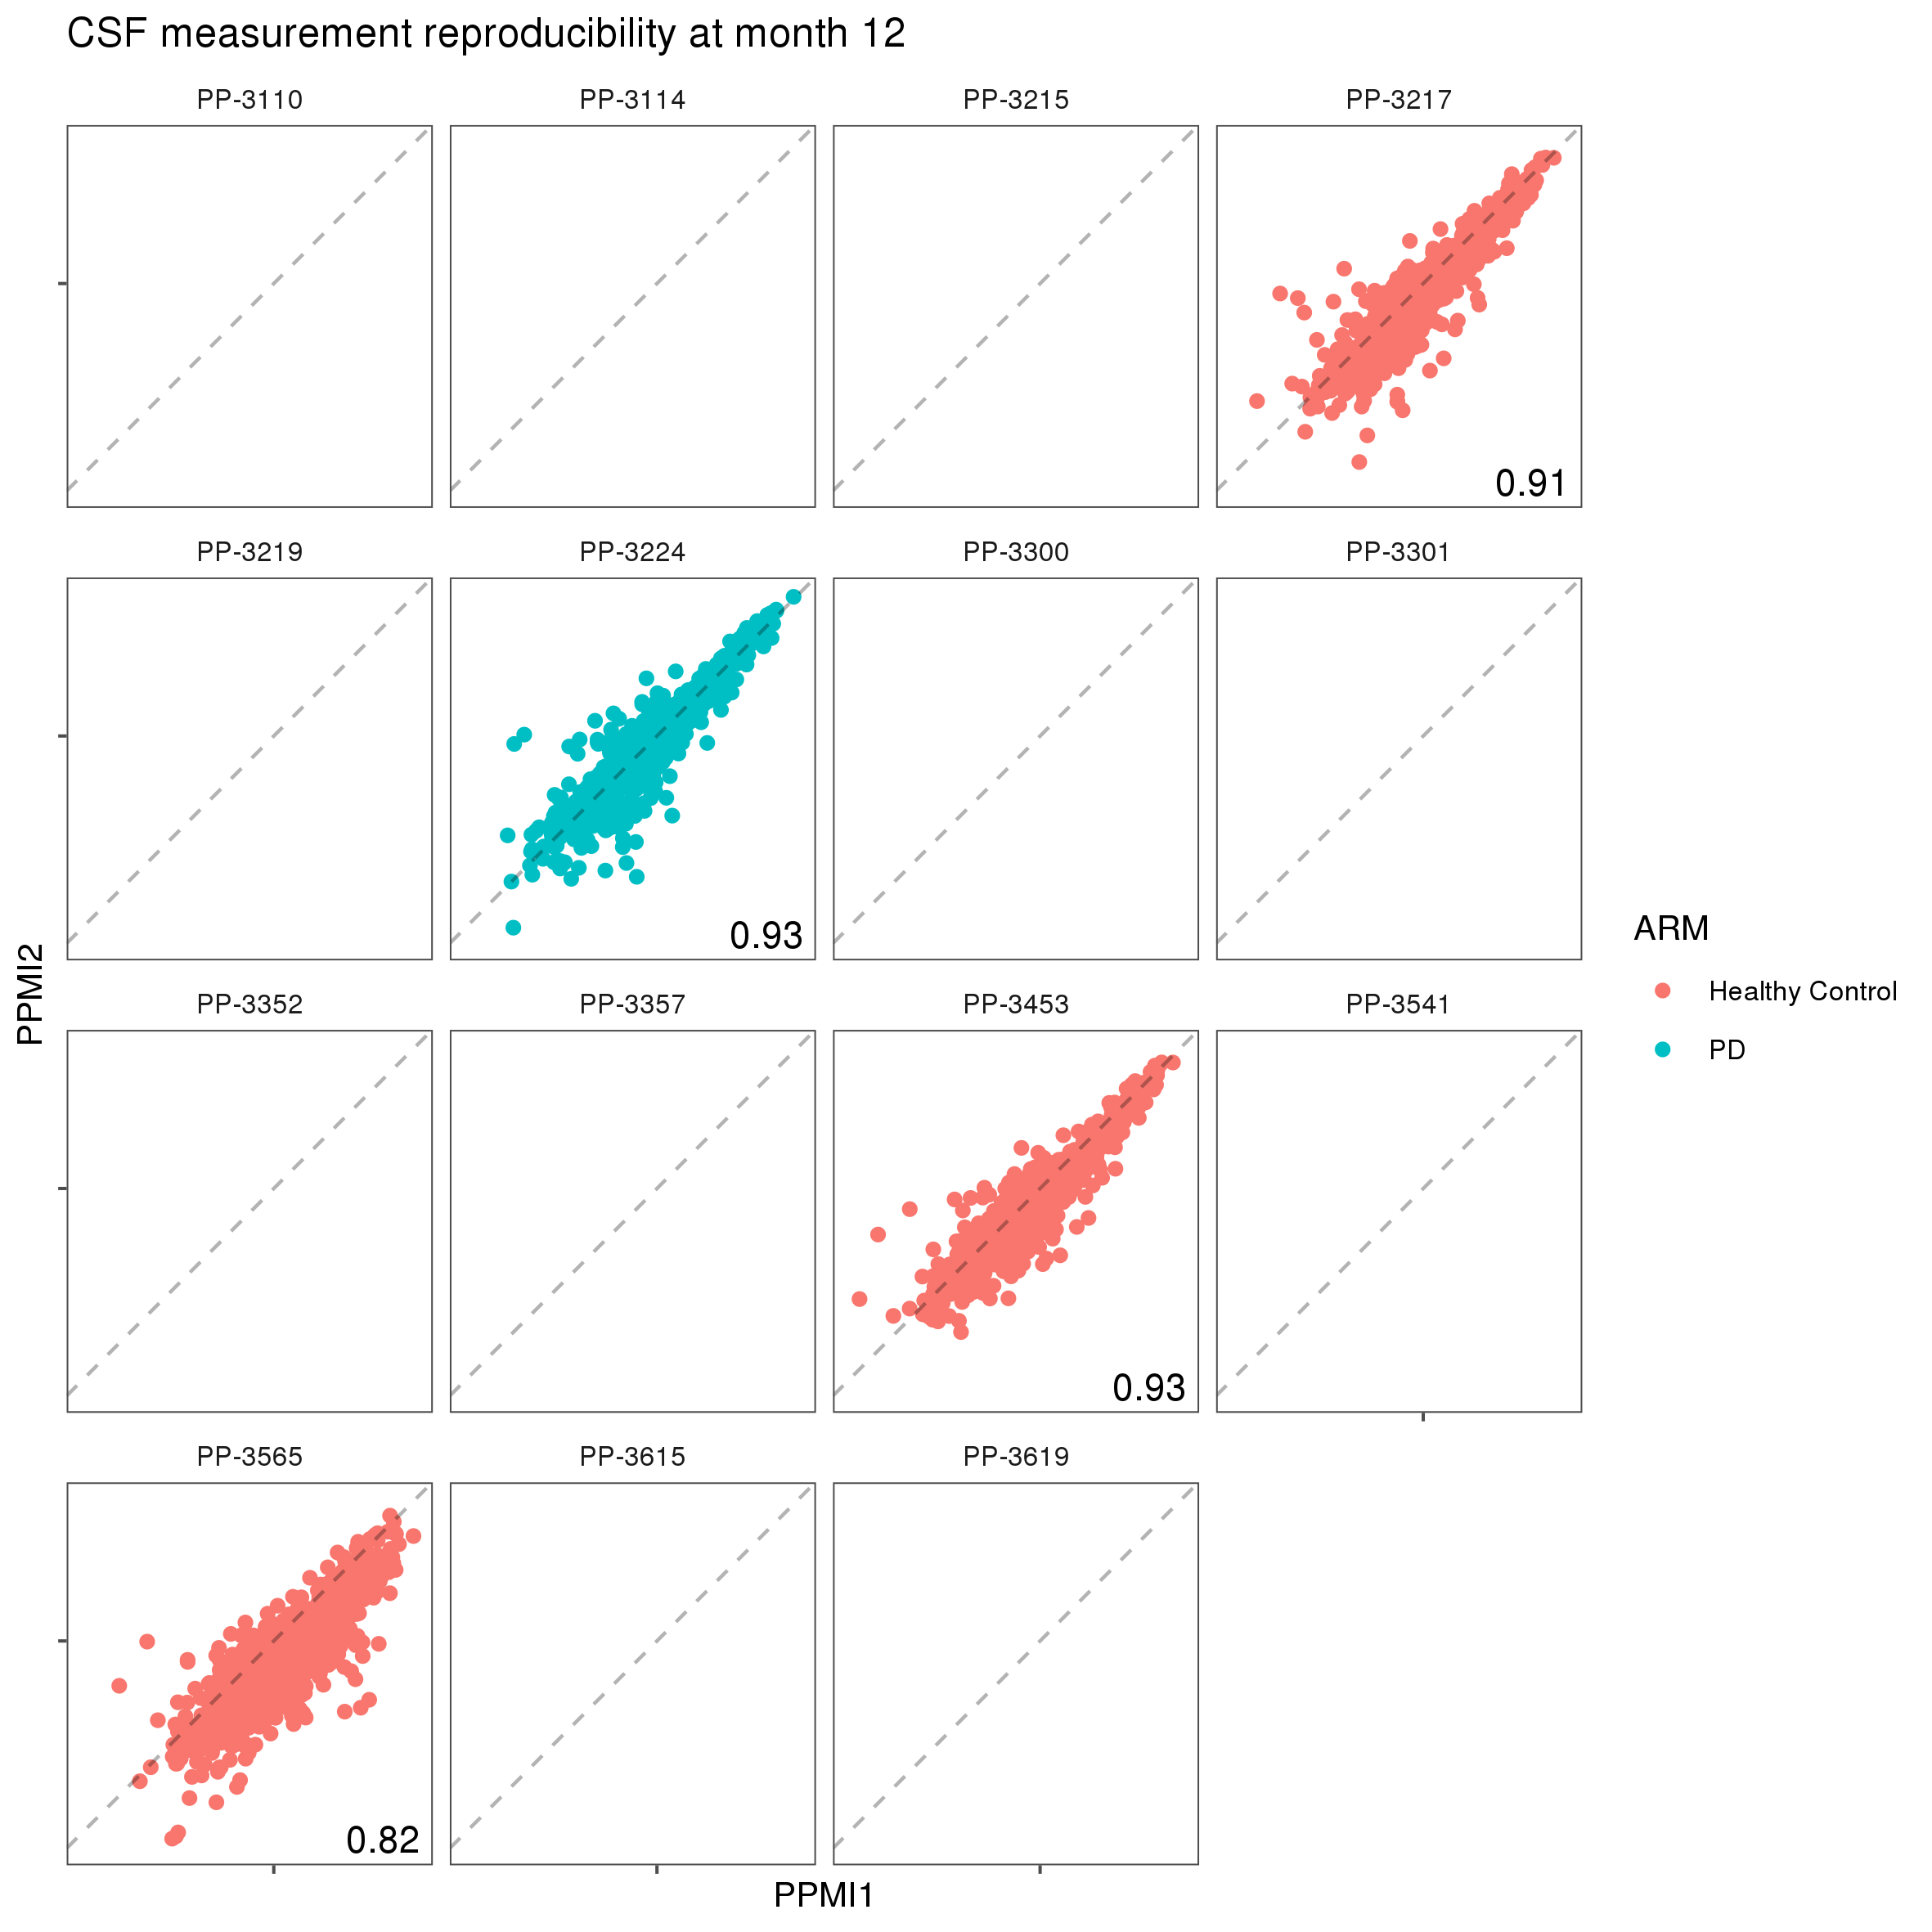 CSF measurement reproducibility at month 12
PP-3110
PP-3114
PP-3215
PP-3217
0.91
PP-3219
PP-3224
PP-3300
PP-3301
0.93
PP-3352
PP-3357
PP-3453
PP-3541
0.93
PP-3565
PP-3615
PP-3619
0.82
PPMI2
PPMI1
ARM
Healthy Control
PD